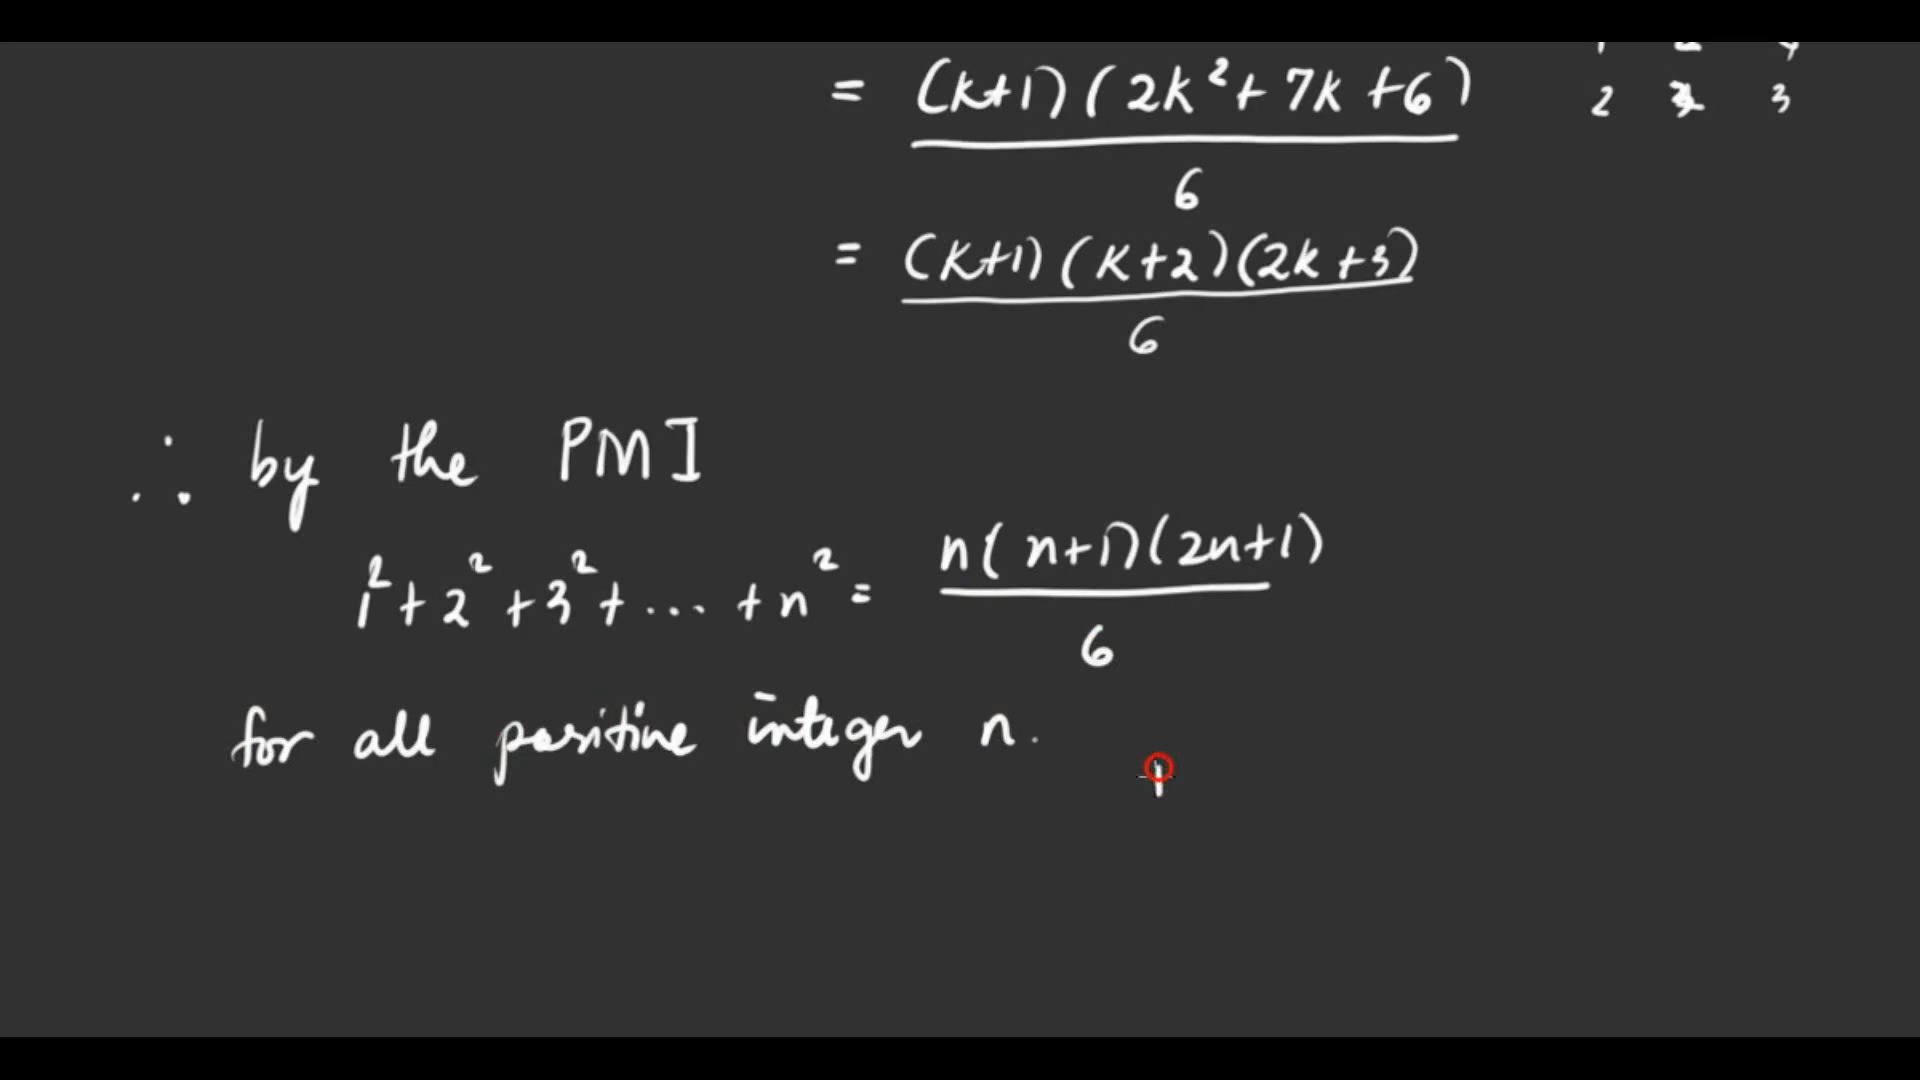 = (k+1)(2k²+7k+6)
2 3
6
= (k+1)(k+2)(2k+3)
6
∴ by the PMI
1²+2²+3²+...+n² = n(n+1)(2n+1)
6
for all positive integer n.